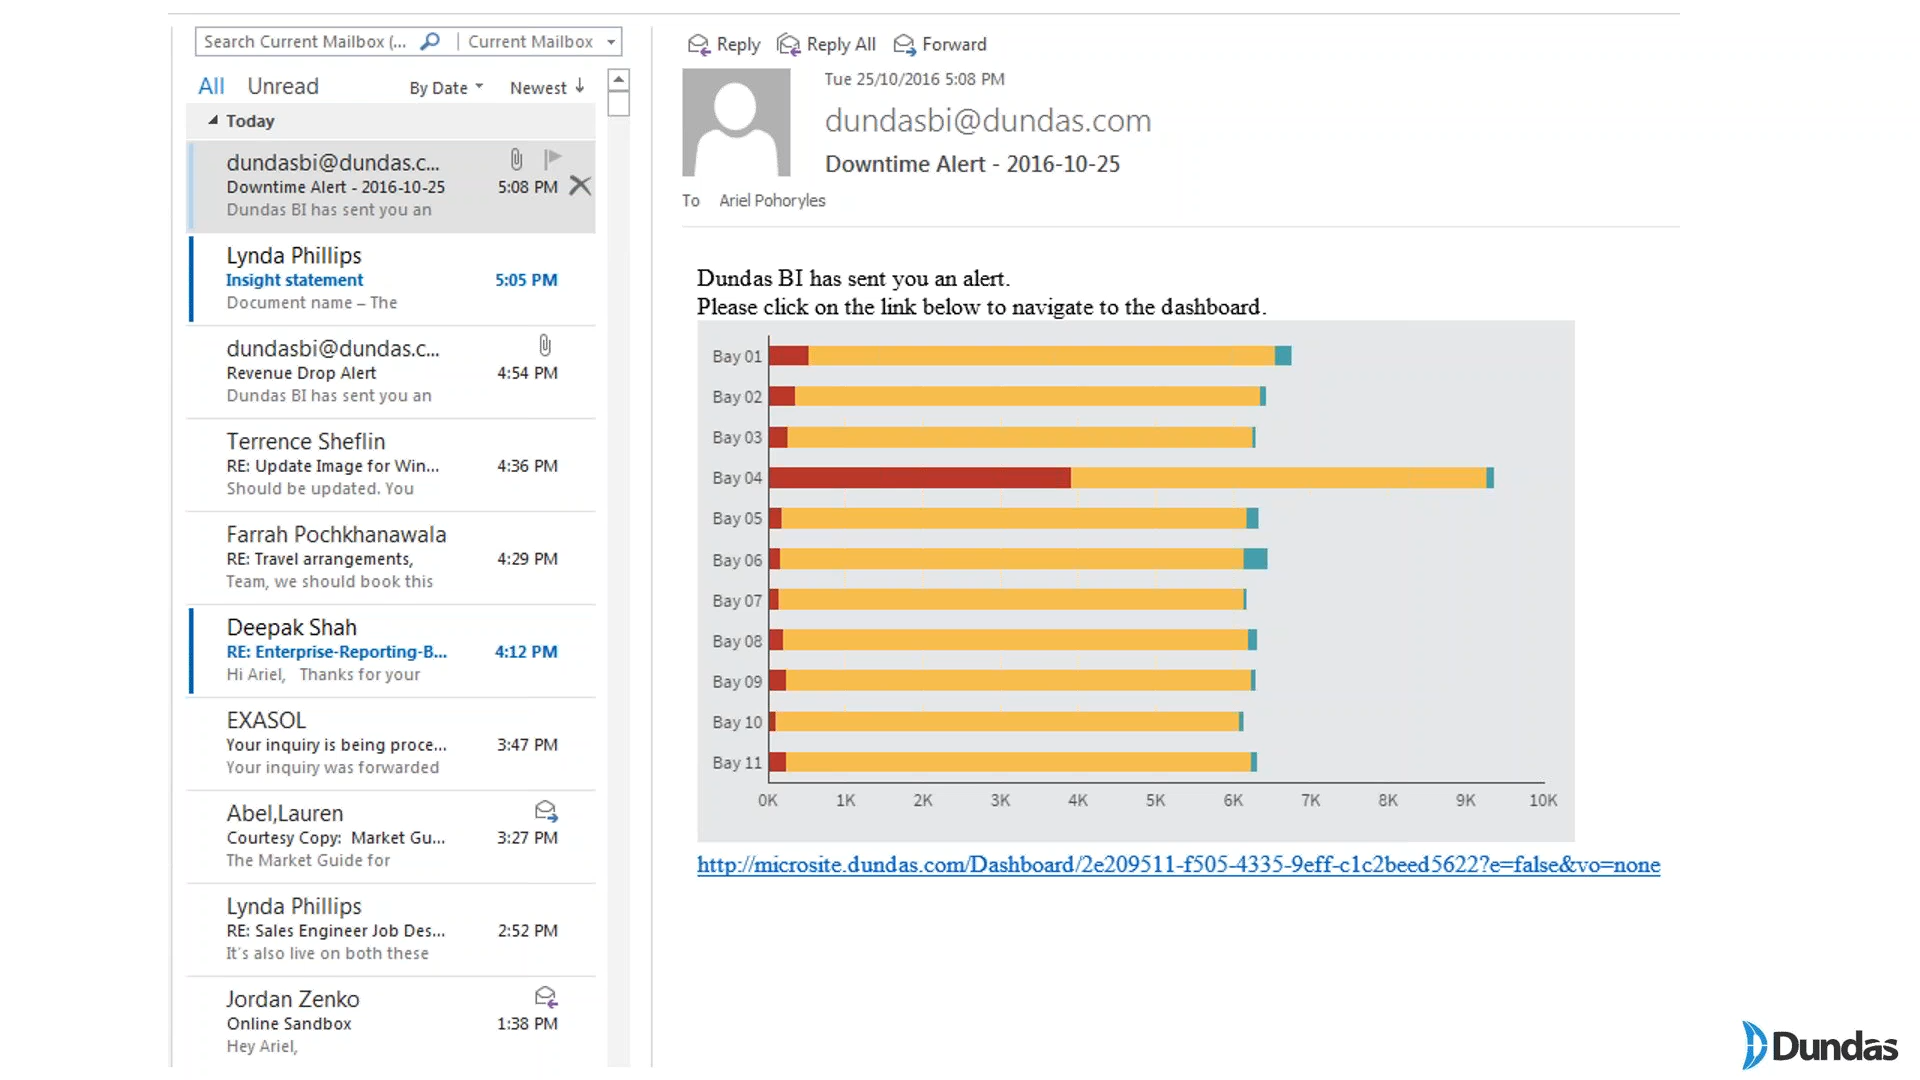 Search Current Mailbox (... Current Mailbox
All Unread By Date Newest ↓
Today
dundasbi@dundas.c...
Downtime Alert - 2016-10-25 5:08 PM
Dundas BI has sent you an
Lynda Phillips
Insight statement 5:05 PM
Document name – The
dundasbi@dundas.c...
Revenue Drop Alert 4:54 PM
Dundas BI has sent you an
Terrence Sheflin
RE: Update Image for Win... 4:36 PM
Should be updated. You
Farrah Pochkhanawala
RE: Travel arrangements, 4:29 PM
Team, we should book this
Deepak Shah
RE: Enterprise-Reporting-B... 4:12 PM
Hi Ariel, Thanks for your
EXASOL
Your inquiry is being proce... 3:47 PM
Your inquiry was forwarded
Abel,Lauren
Courtesy Copy: Market Gu... 3:27 PM
The Market Guide for
Lynda Phillips
RE: Sales Engineer Job Des... 2:52 PM
It's also live on both these
Jordan Zenko
Online Sandbox 1:38 PM
Hey Ariel,
Reply Reply All Forward
Tue 25/10/2016 5:08 PM
dundasbi@dundas.com
Downtime Alert - 2016-10-25
To Ariel Pohoryles
Dundas BI has sent you an alert.
Please click on the link below to navigate to the dashboard.
Bay 01
Bay 02
Bay 03
Bay 04
Bay 05
Bay 06
Bay 07
Bay 08
Bay 09
Bay 10
Bay 11
0K 1K 2K 3K 4K 5K 6K 7K 8K 9K 10K
http://microsite.dundas.com/Dashboard/2e209511-f505-4335-9eff-c1c2beed5622?e=false&vo=none
Dundas